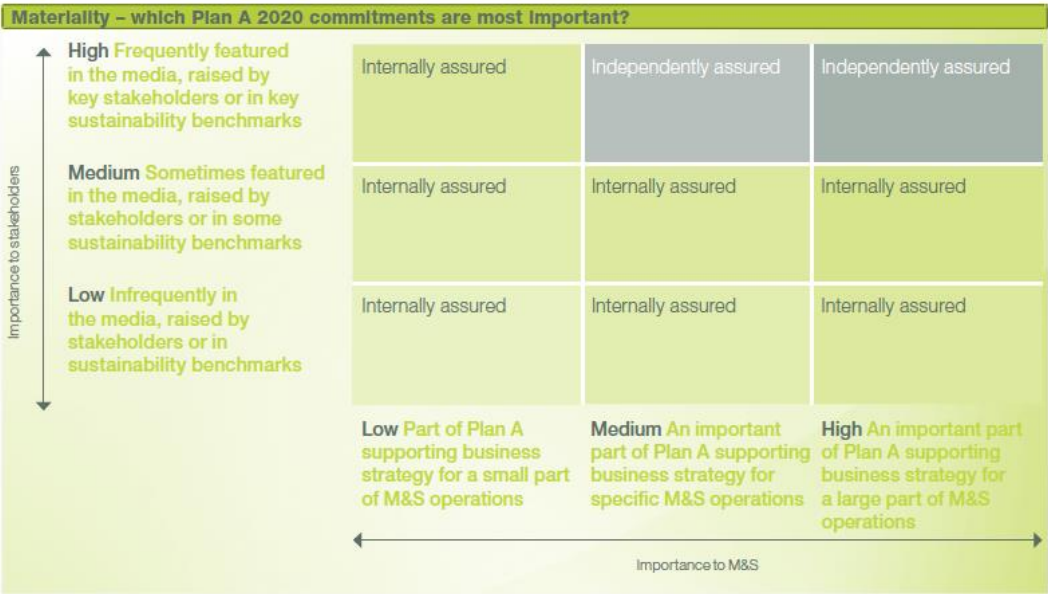 Materiality – which Plan A 2020 commitments are most important?
Importance to stakeholders
High Frequently featured
in the media, raised by
key stakeholders or in key
sustainability benchmarks
Internally assured
Independently assured
Independently assured
Medium Sometimes featured
in the media, raised by
stakeholders or in some
sustainability benchmarks
Internally assured
Internally assured
Internally assured
Low Infrequently in
the media, raised by
stakeholders or in
sustainability benchmarks
Internally assured
Internally assured
Internally assured
Low Part of Plan A
supporting business
strategy for a small part
of M&S operations
Medium An important
part of Plan A supporting
business strategy for
specific M&S operations
High An important part
of Plan A supporting
business strategy for
a large part of M&S
operations
Importance to M&S